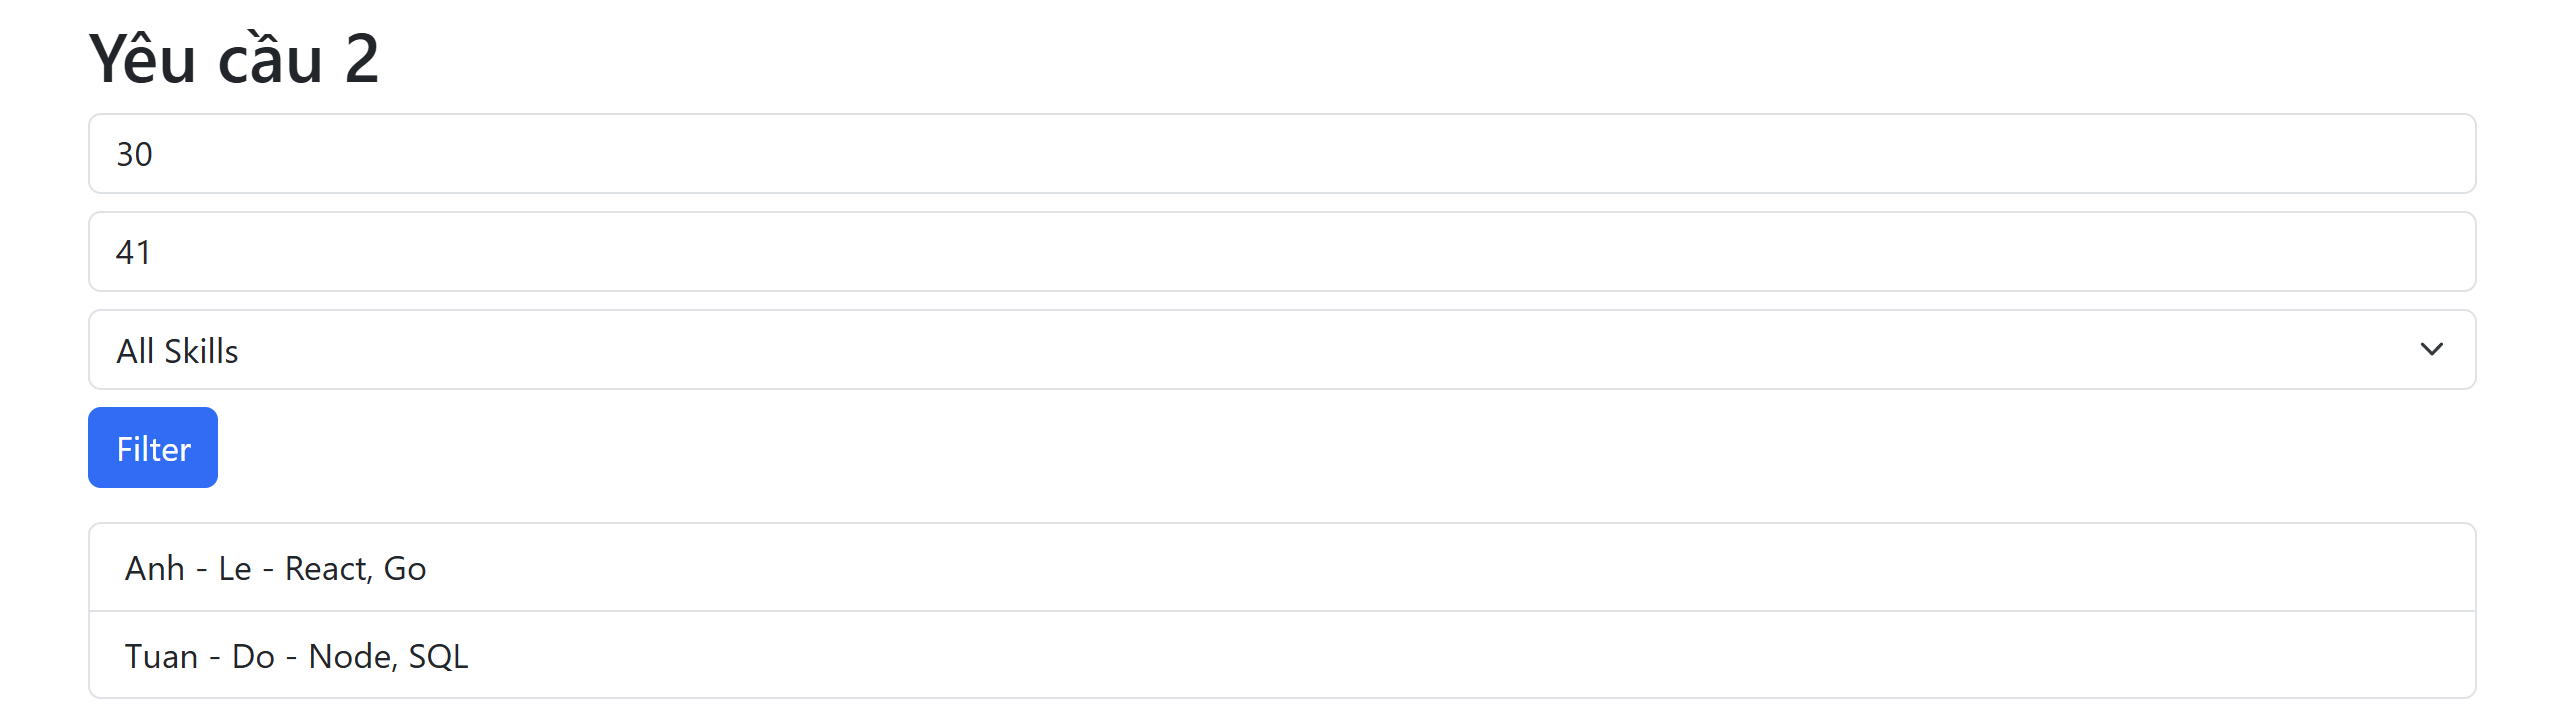 Yêu cầu 2
30
41
All Skills
Filter
Anh - Le - React, Go
Tuan - Do - Node, SQL